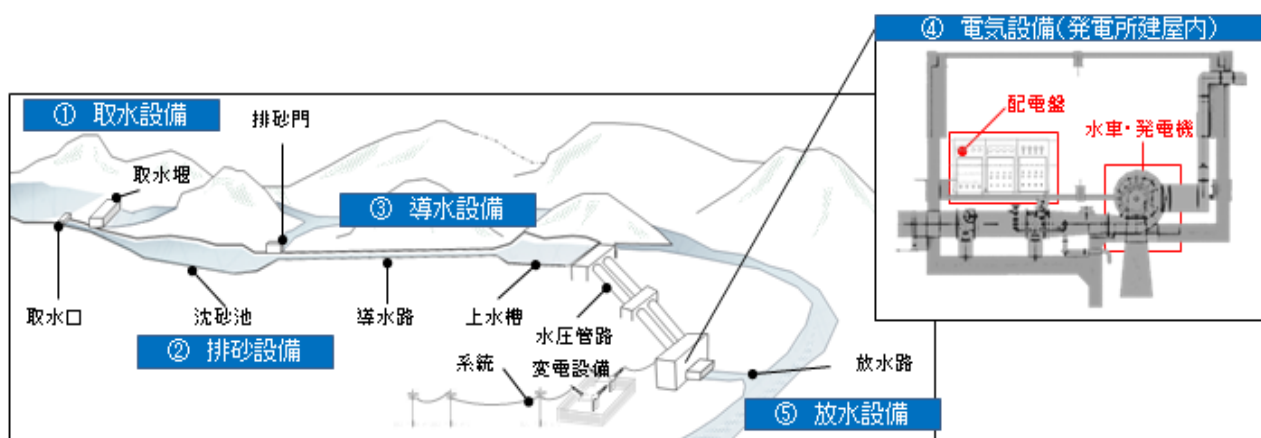 ④ 電気設備(発電所建屋内)
配電盤
水車・発電機
① 取水設備
排砂門
取水堰
③ 導水設備
取水口
沈砂池
導水路
上水槽
水圧管路
② 排砂設備
系統
変電設備
放水路
⑤ 放水設備